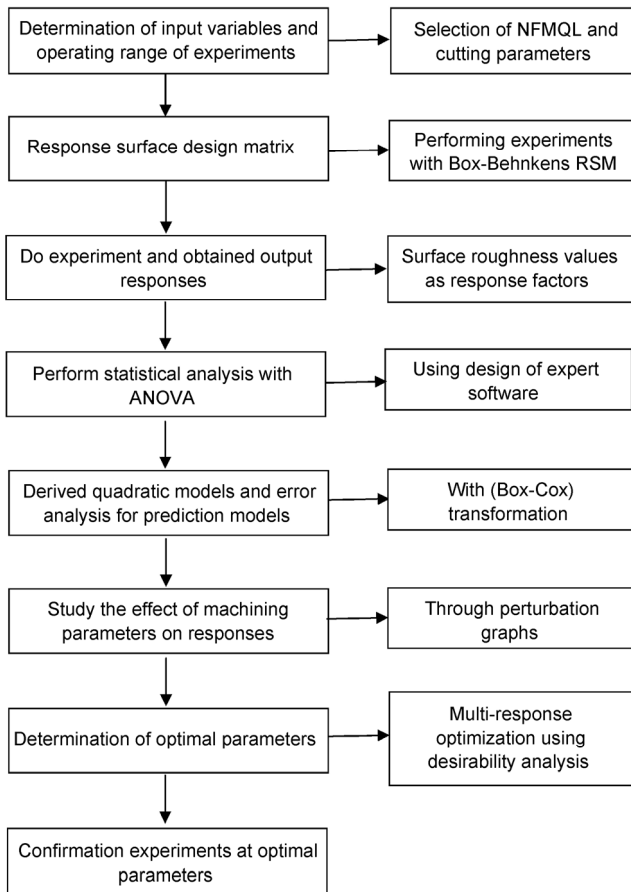 Determination of input variables and
operating range of experiments
Selection of NFMQL and
cutting parameters
Response surface design matrix
Performing experiments
with Box-Behnkens RSM
Do experiment and obtained output
responses
Surface roughness values
as response factors
Perform statistical analysis with
ANOVA
Using design of expert
software
Derived quadratic models and error
analysis for prediction models
With (Box-Cox)
transformation
Study the effect of machining
parameters on responses
Through perturbation
graphs
Determination of optimal parameters
Multi-response
optimization using
desirability analysis
Confirmation experiments at optimal
parameters